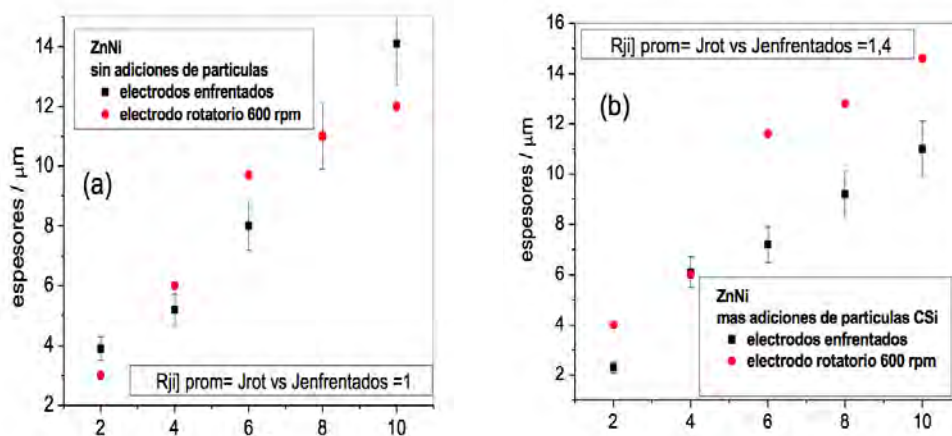 ZnNi
sin adiciones de particulas
electrodos enfrentados
electrodo rotatorio 600 rpm
(a)
espesores / μm
14
12
10
8
6
4
2
Rji] prom= Jrot vs Jenfrentados =1
2 4 6 8 10
Rji] prom= Jrot vs Jenfrentados =1,4
(b)
espesores / μm
16
14
12
10
8
6
4
2
ZnNi
mas adiciones de particulas CSi
electrodos enfrentados
electrodo rotatorio 600 rpm
2 4 6 8 10